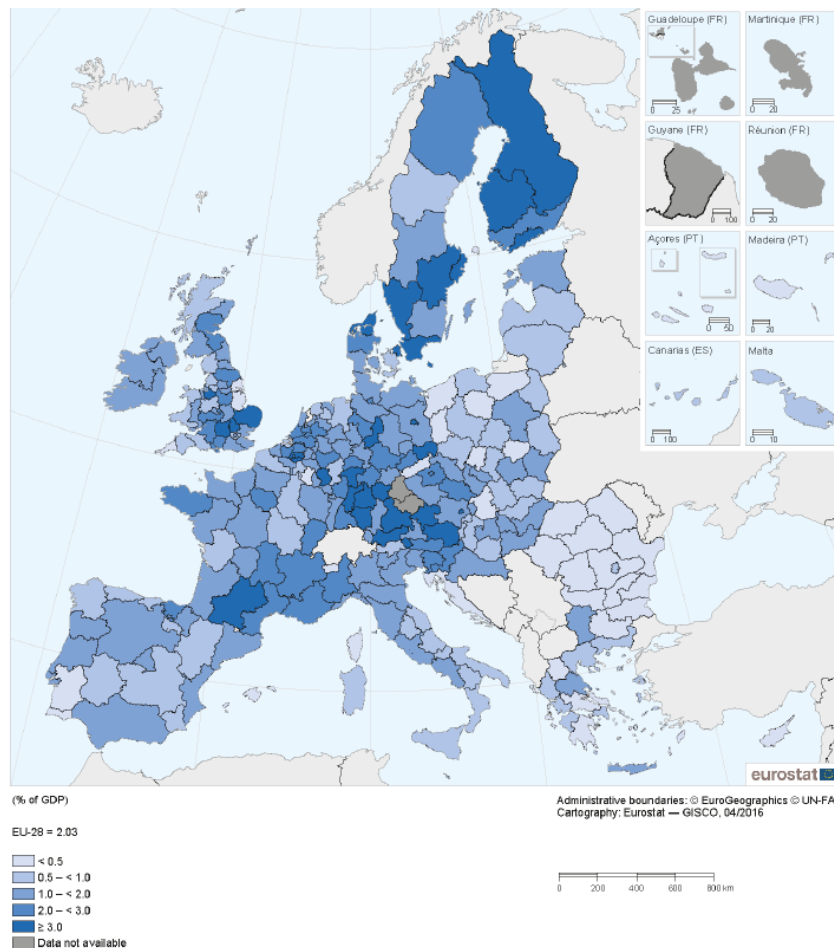 Guadeloupe (FR)
0 25
Martinique (FR)
0 20
Guyane (FR)
0 100
Réunion (FR)
0 20
Açores (PT)
0 50
Madeira (PT)
0 20
Canarias (ES)
0 100
Malta
0 10
eurostat
(% of GDP)
Administrative boundaries: © EuroGeographics © UN-FA
Cartography: Eurostat — GISCO, 04/2016
EU-28 = 2.03
< 0.5
0.5 – < 1.0
1.0 – < 2.0
2.0 – < 3.0
≥ 3.0
Data not available
0 200 400 600 800 km